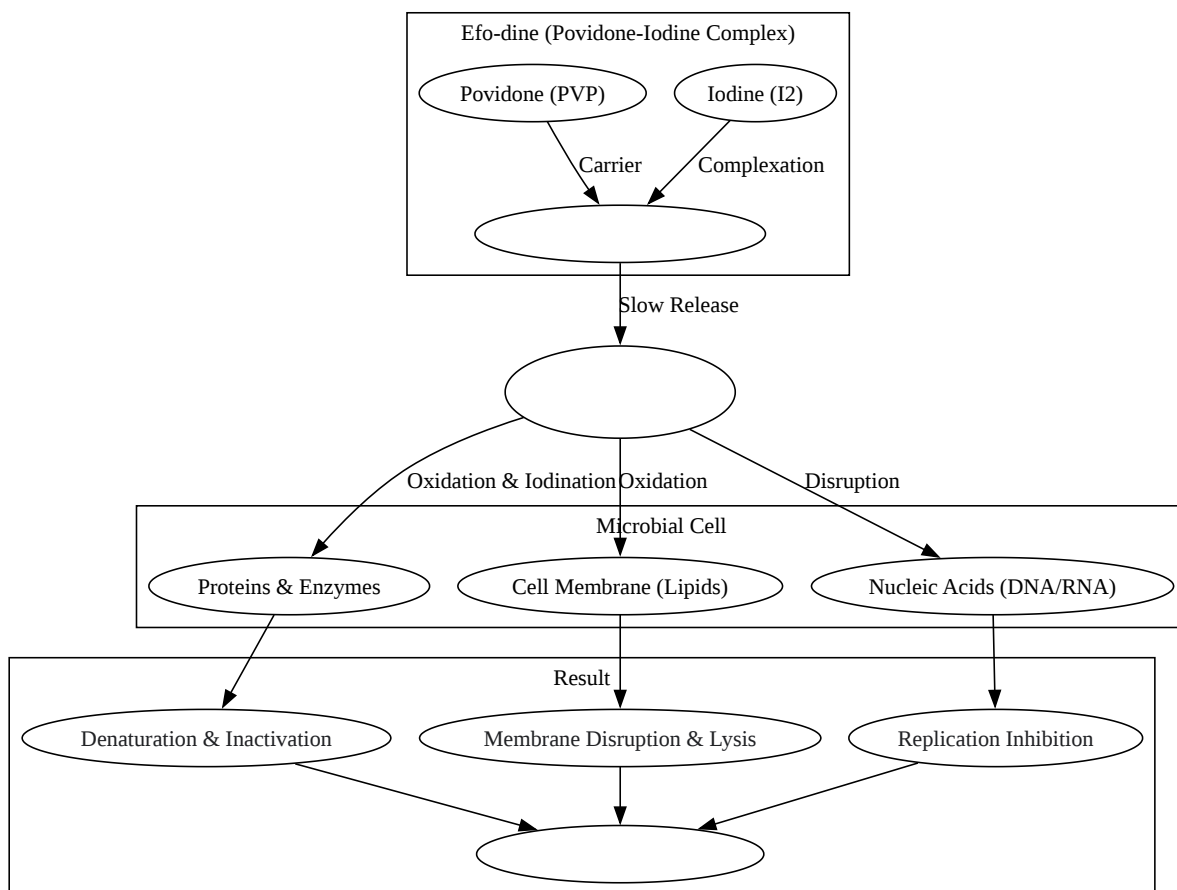 Efo-dine (Povidone-Iodine Complex)
Povidone (PVP)
Iodine (I2)
Carrier
Complexation
Slow Release
Oxidation & Iodination
Oxidation
Disruption
Microbial Cell
Proteins & Enzymes
Cell Membrane (Lipids)
Nucleic Acids (DNA/RNA)
Result
Denaturation & Inactivation
Membrane Disruption & Lysis
Replication Inhibition